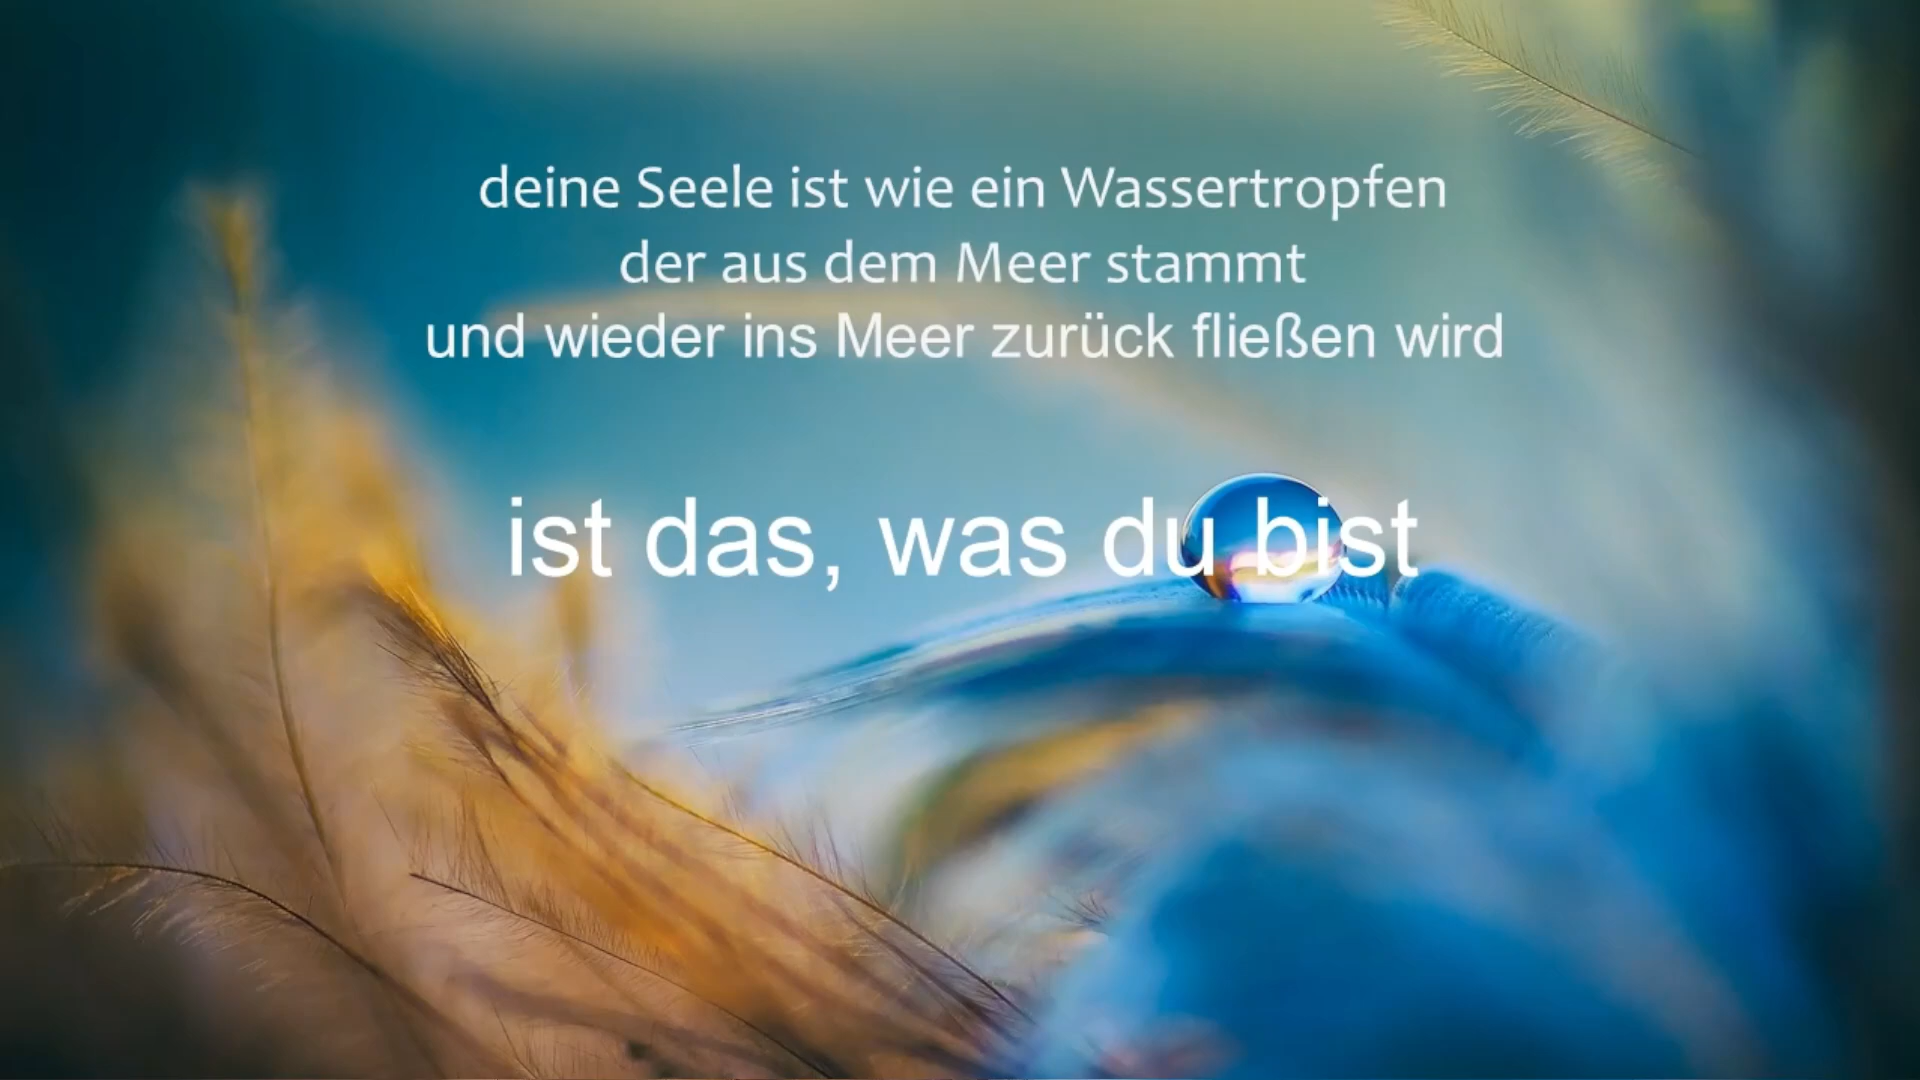 deine Seele ist wie ein Wassertropfen
der aus dem Meer stammt
und wieder ins Meer zurück fließen wird
ist das, was du bist